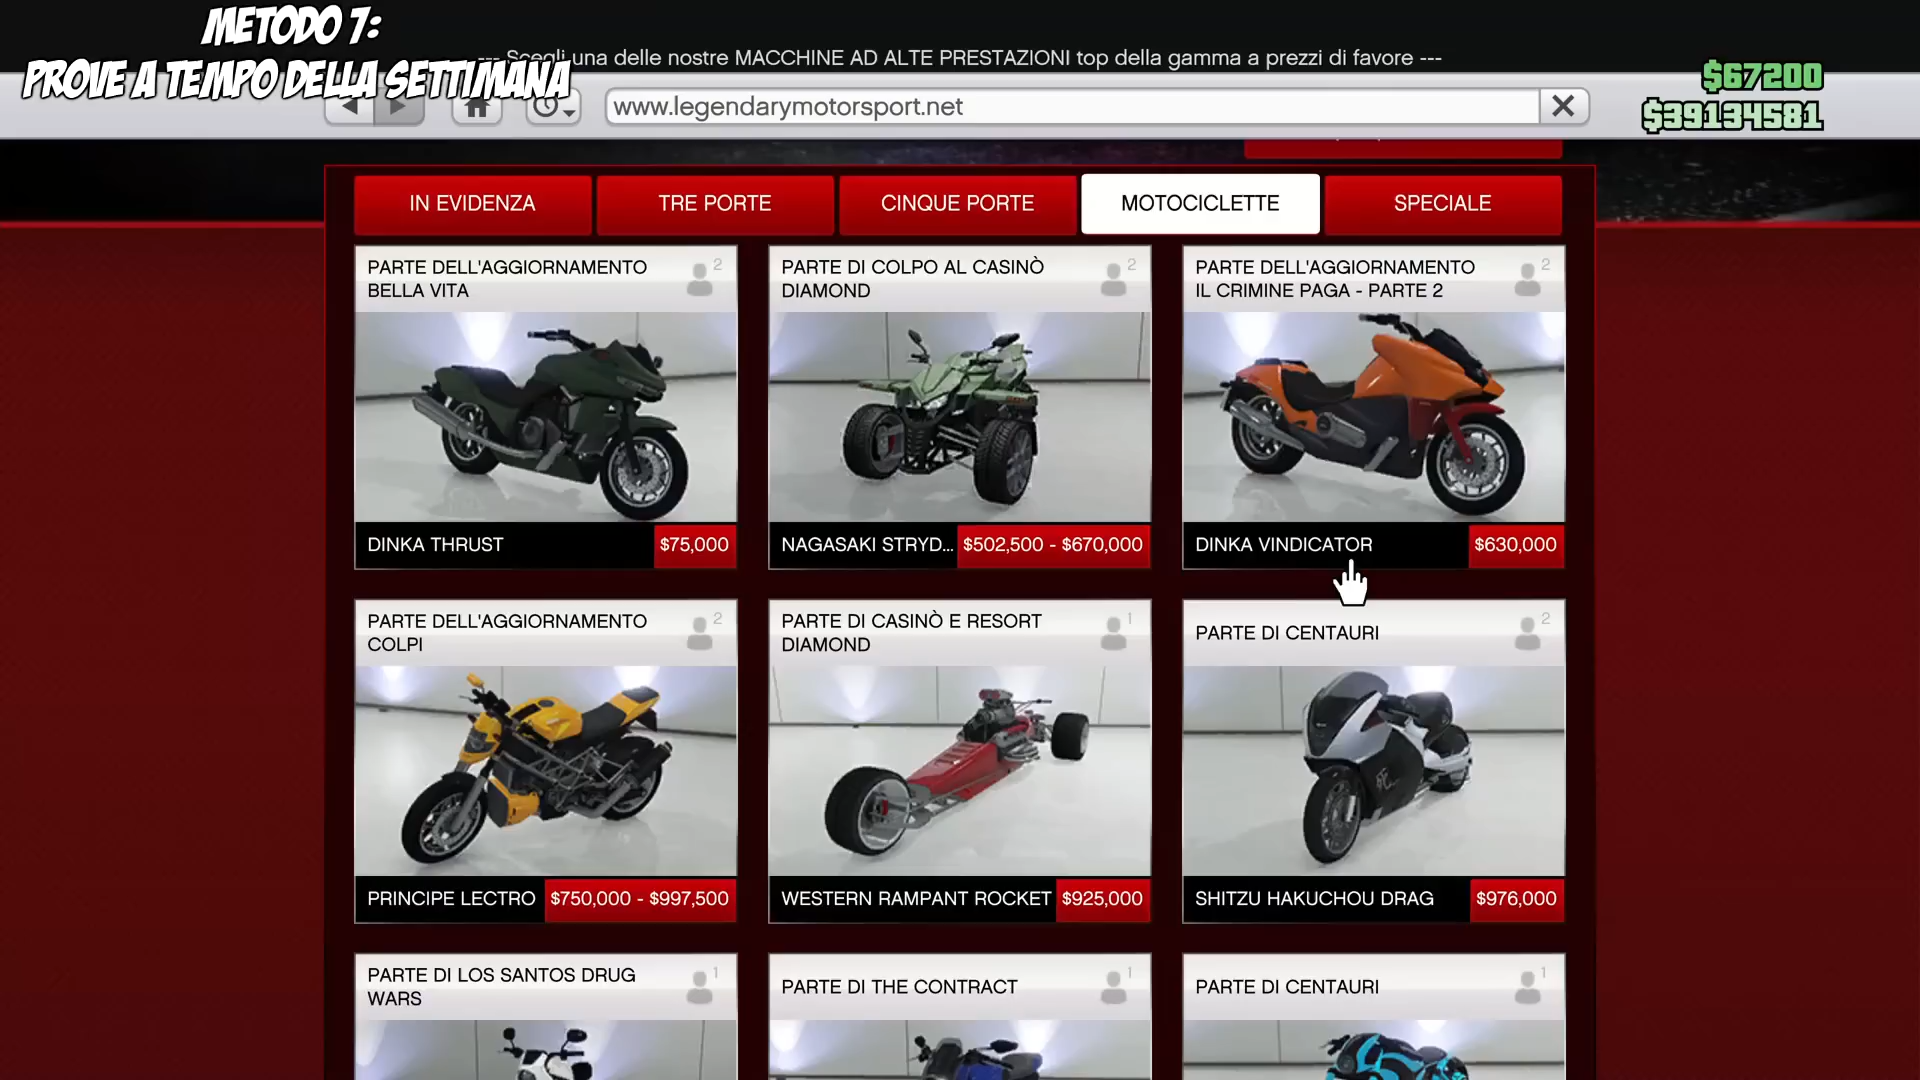 METODO 7:
PROVE A TEMPO DELLA SETTIMANA
--- Scegli una delle nostre MACCHINE AD ALTE PRESTAZIONI top della gamma a prezzi di favore ---
$67200
$39134581
www.legendarymotorsport.net
IN EVIDENZA
TRE PORTE
CINQUE PORTE
MOTOCICLETTE
SPECIALE
PARTE DELL'AGGIORNAMENTO
BELLA VITA
2
PARTE DI COLPO AL CASINÒ
DIAMOND
2
PARTE DELL'AGGIORNAMENTO
IL CRIMINE PAGA - PARTE 2
2
DINKA THRUST
$75,000
NAGASAKI STRYD...
$502,500 - $670,000
DINKA VINDICATOR
$630,000
PARTE DELL'AGGIORNAMENTO
COLPI
2
PARTE DI CASINÒ E RESORT
DIAMOND
1
PARTE DI CENTAURI
2
PRINCIPE LECTRO
$750,000 - $997,500
WESTERN RAMPANT ROCKET
$925,000
SHITZU HAKUCHOU DRAG
$976,000
PARTE DI LOS SANTOS DRUG
WARS
1
PARTE DI THE CONTRACT
1
PARTE DI CENTAURI
1